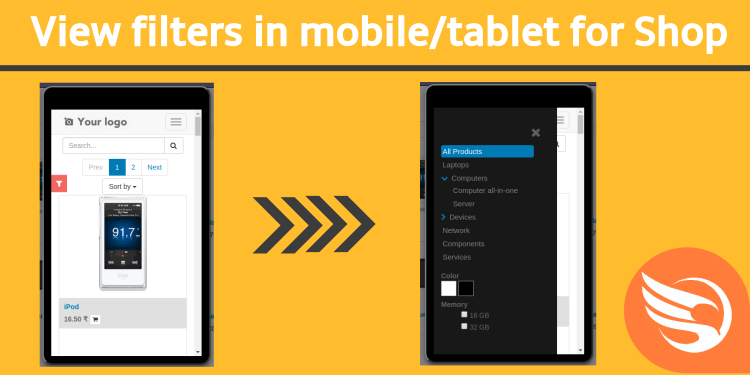 View filters in mobile/tablet for Shop
Your logo
Search...
Prev 1 2 Next
Sort by
91.7
iPod
16.50 ₹
All Products
Laptops
Computers
Computer all-in-one
Server
Devices
Network
Components
Services
Color
Memory
16 GB
32 GB